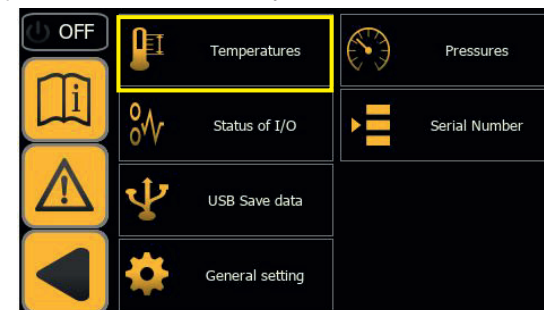 OFF
Temperatures
Pressures
i
Status of I/O
Serial Number
USB Save data
General setting